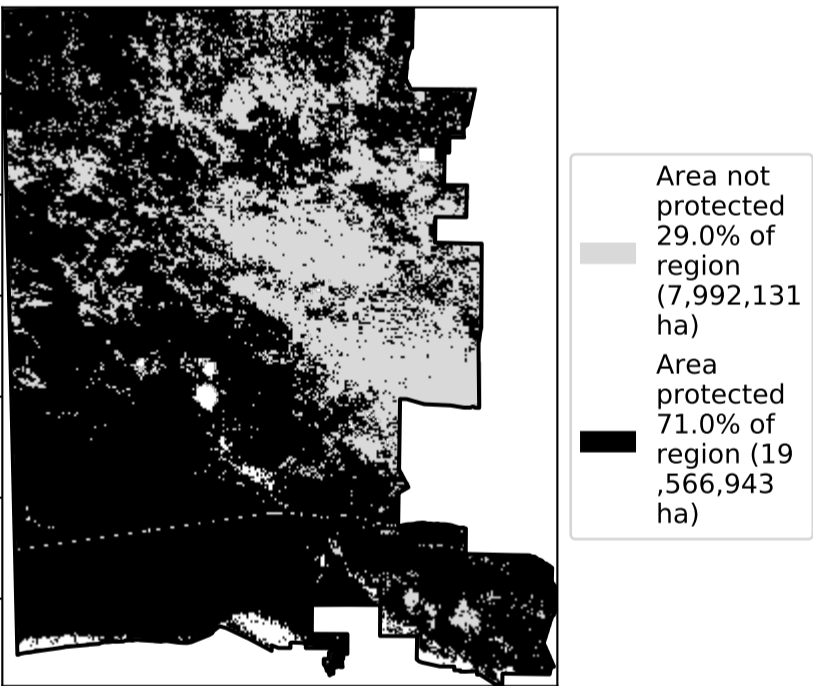 Area not
protected
29.0% of
region
(7,992,131
ha)
Area
protected
71.0% of
region (19
,566,943
ha)